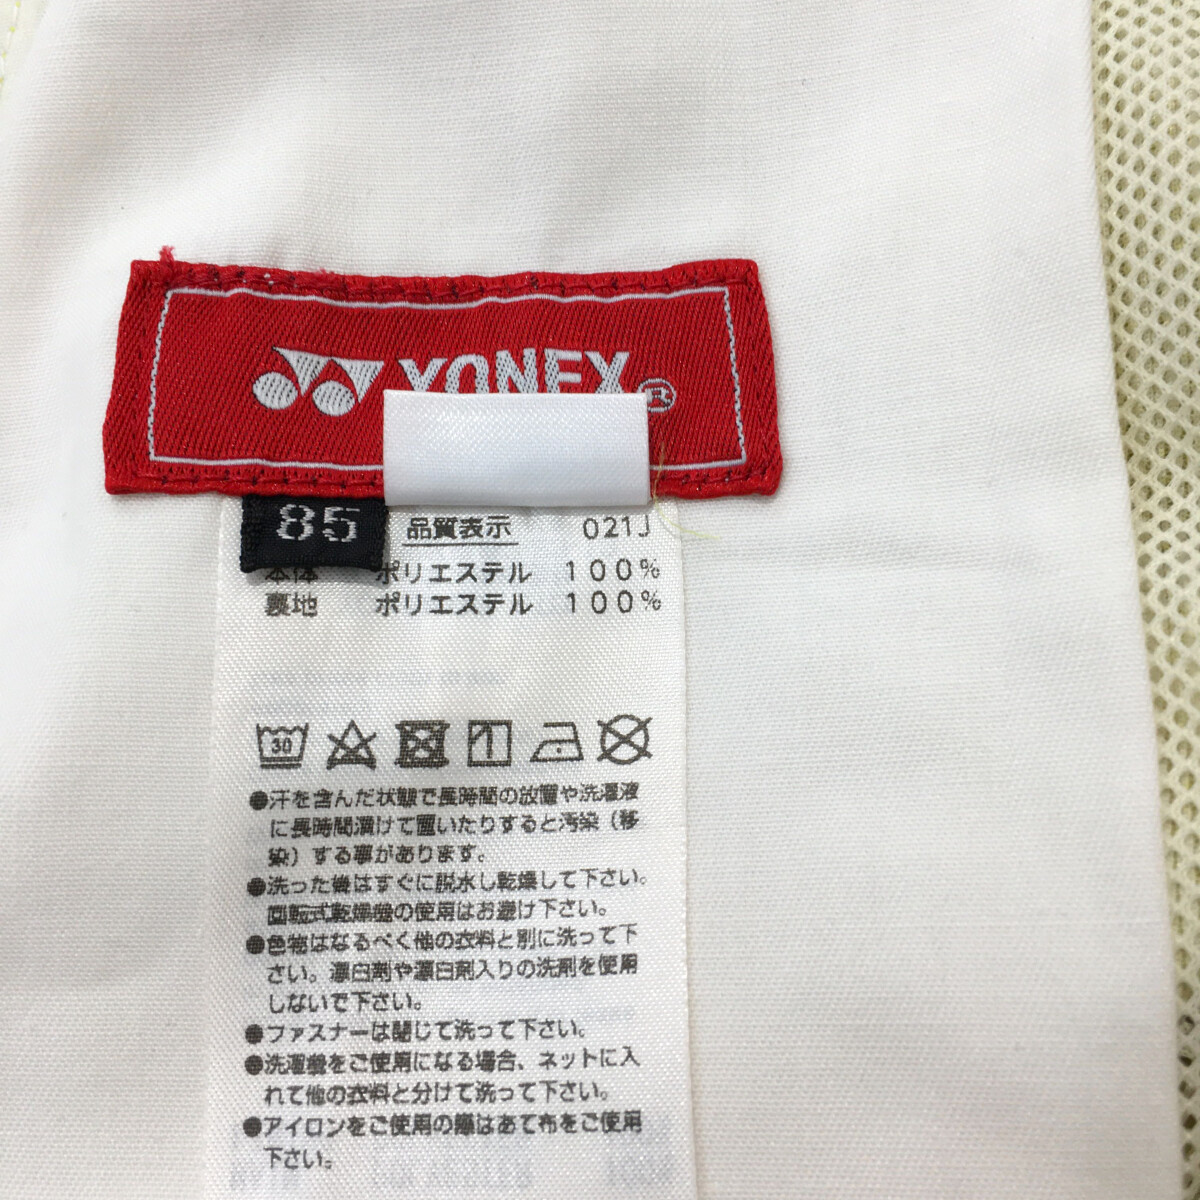 YONEX®
85
品質表示 021J
本体 ポリエステル 100%
裏地 ポリエステル 100%
30
●汗を含んだ状態で長時間の放置や洗濯液
に長時間漬けて置いたりすると汚染(移
染)する事があります。
●洗った後はすぐに脱水し乾燥して下さい。
回転式乾燥機の使用はお避け下さい。
●色物はなるべく他の衣料と別に洗って下
さい。漂白剤や漂白剤入りの洗剤を使用
しないで下さい。
●ファスナーは閉じて洗って下さい。
●洗濯機をご使用になる場合、ネットに入
れて他の衣料と分けて洗って下さい。
●アイロンをご使用の際はあて布をご使用
下さい。